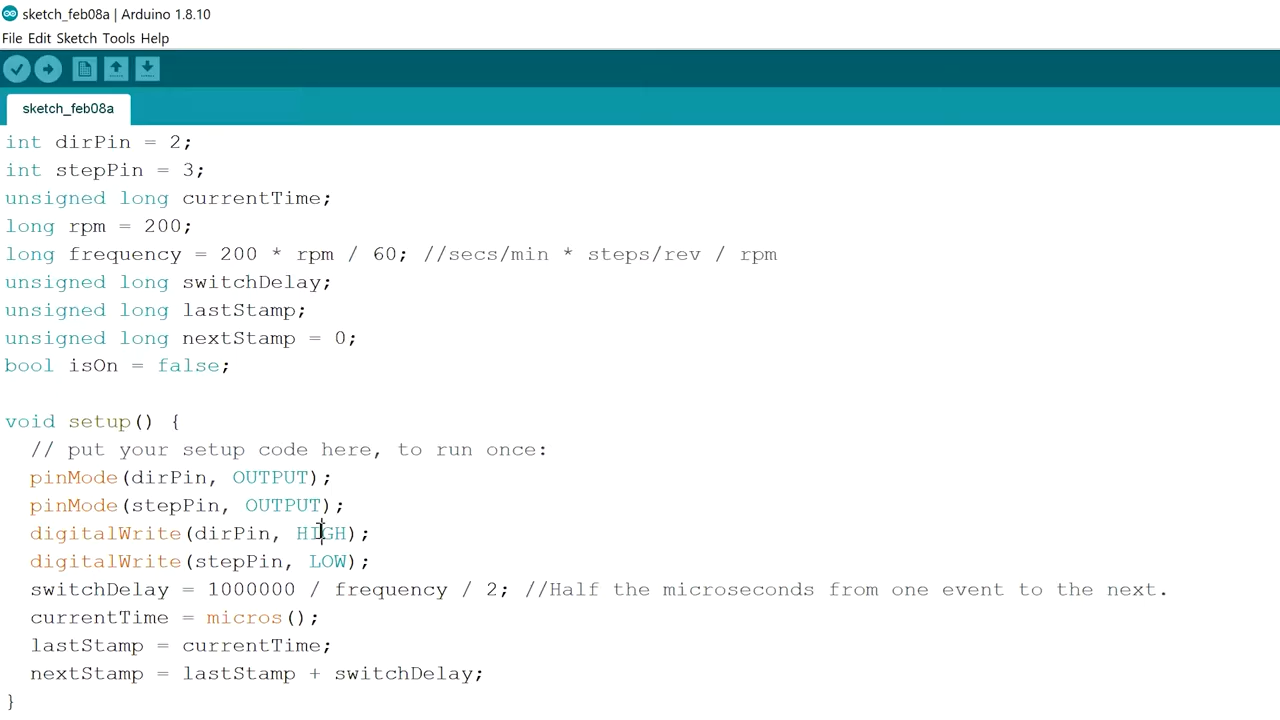 sketch_feb08a | Arduino 1.8.10
File Edit Sketch Tools Help
sketch_feb08a
int dirPin = 2;
int stepPin = 3;
unsigned long currentTime;
long rpm = 200;
long frequency = 200 * rpm / 60; //secs/min * steps/rev / rpm
unsigned long switchDelay;
unsigned long lastStamp;
unsigned long nextStamp = 0;
bool isOn = false;
void setup() {
// put your setup code here, to run once:
pinMode(dirPin, OUTPUT);
pinMode(stepPin, OUTPUT);
digitalWrite(dirPin, HIGH);
digitalWrite(stepPin, LOW);
switchDelay = 1000000 / frequency / 2; //Half the microseconds from one event to the next.
currentTime = micros();
lastStamp = currentTime;
nextStamp = lastStamp + switchDelay;
}